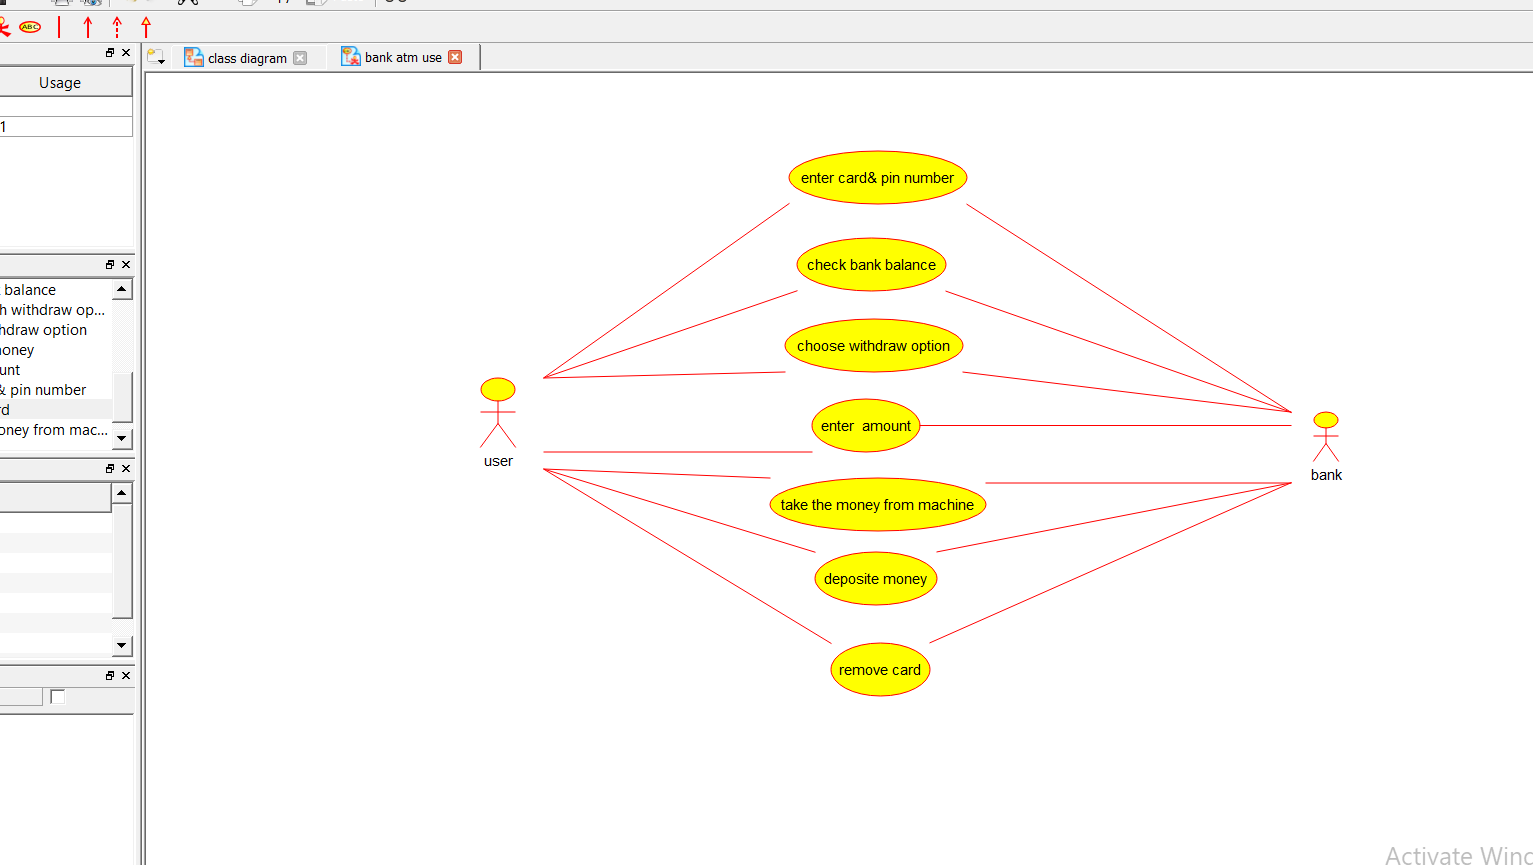 ABC
class diagram
bank atm use
Usage
1
balance
h withdraw op...
hdraw option
oney
unt
& pin number
rd
oney from mac...
enter card& pin number
check bank balance
choose withdraw option
enter  amount
take the money from machine
deposite money
remove card
user
bank
Activate Winc